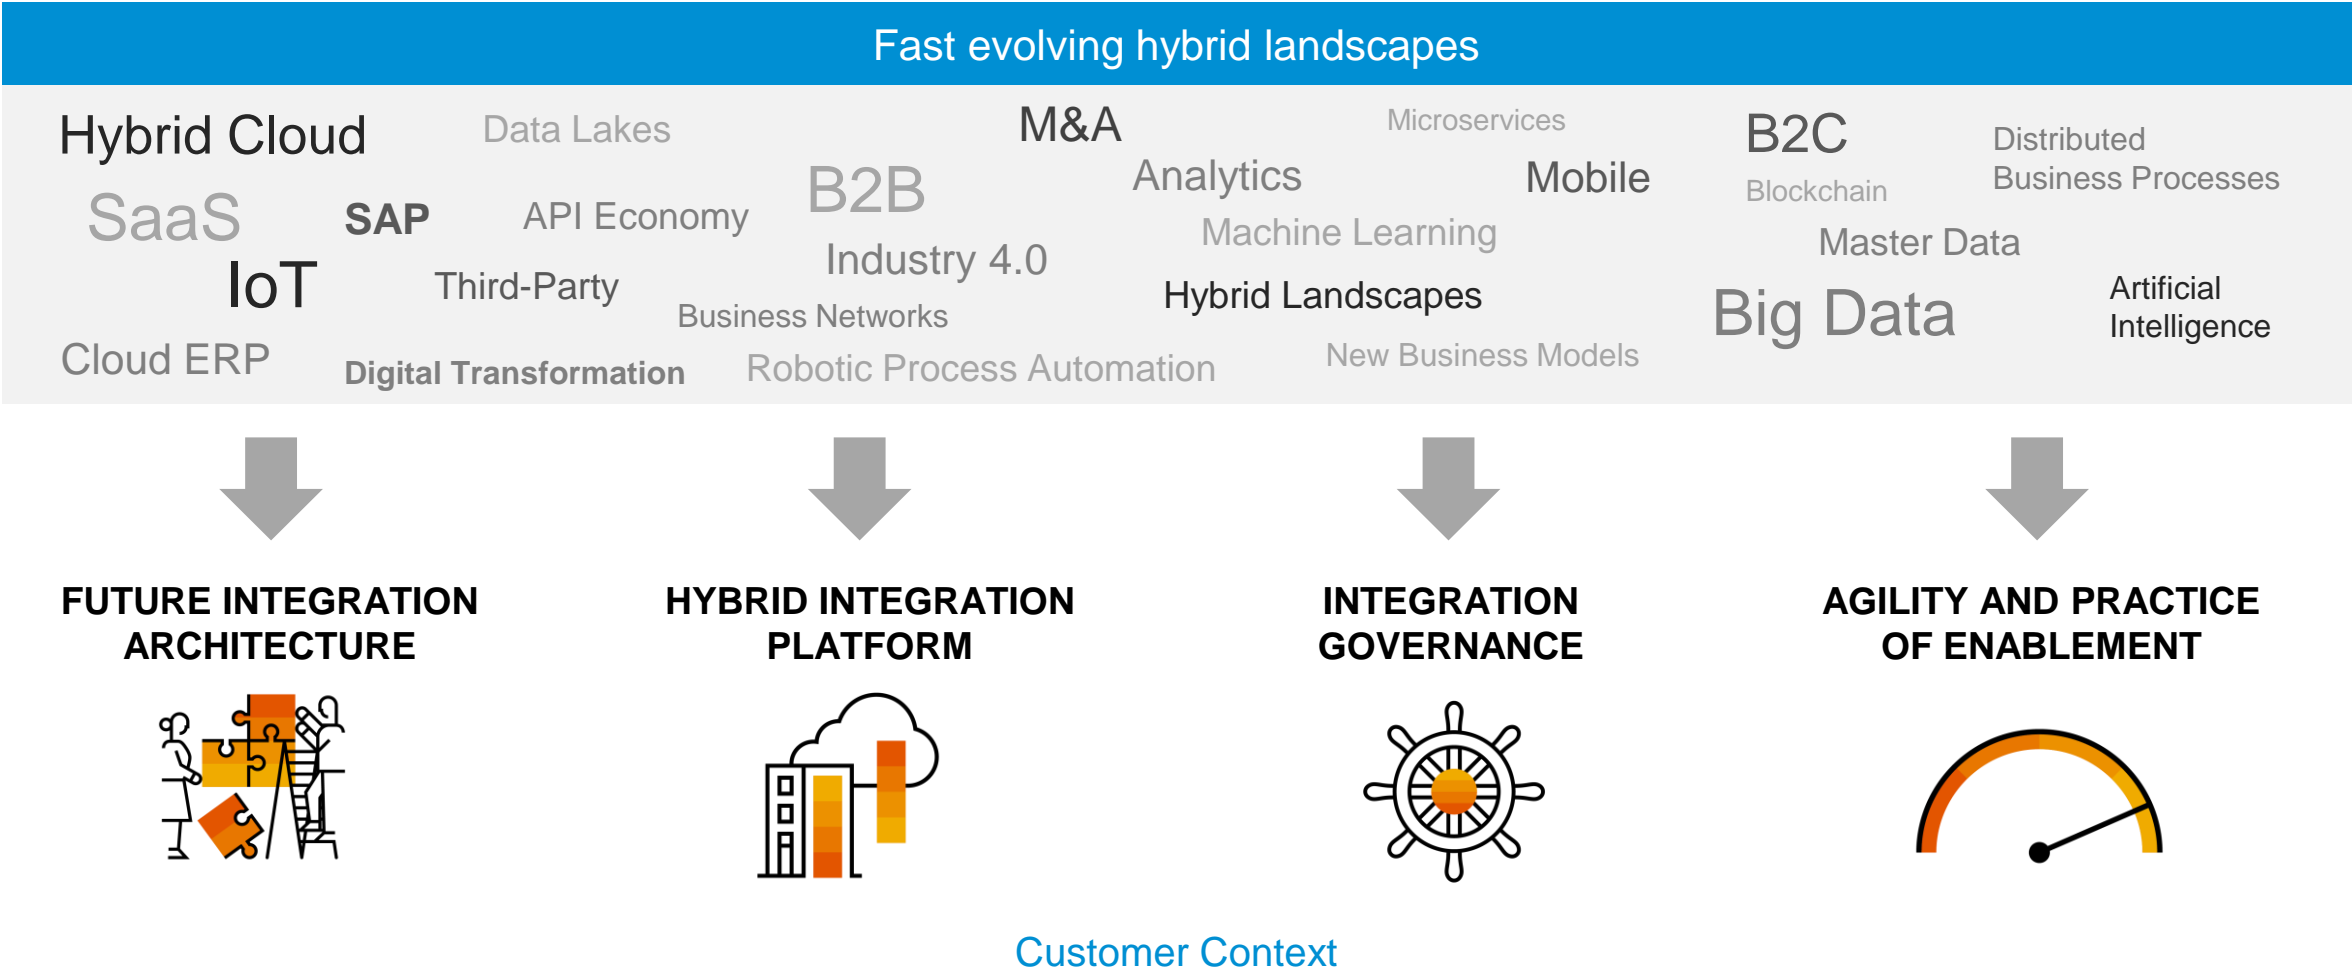 Fast evolving hybrid landscapes
Hybrid Cloud
Data Lakes
M&A
Microservices
B2C
Distributed
Business Processes
SaaS
SAP
API Economy
B2B
Analytics
Mobile
Blockchain
Machine Learning
Master Data
IoT
Third-Party
Industry 4.0
Business Networks
Hybrid Landscapes
Big Data
Artificial
Intelligence
Cloud ERP
Digital Transformation
Robotic Process Automation
New Business Models
FUTURE INTEGRATION
ARCHITECTURE
HYBRID INTEGRATION
PLATFORM
INTEGRATION
GOVERNANCE
AGILITY AND PRACTICE
OF ENABLEMENT
Customer Context